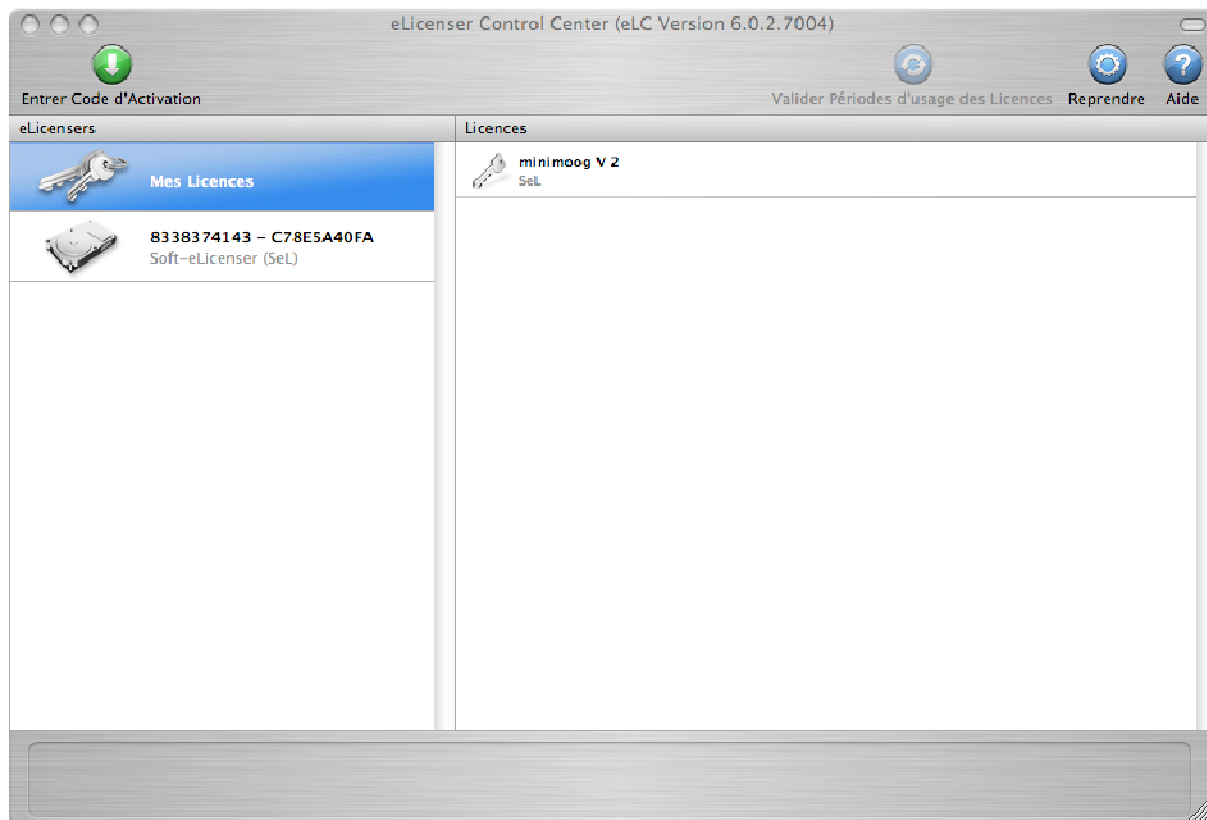 eLicenser Control Center (eLC Version 6.0.2.7004)
Entrer Code d'Activation
Valider Périodes d'usage des Licences
Reprendre
Aide
eLicensers
Licences
Mes Licences
minimoog V 2
SeL
8338374143 – C78E5A40FA
Soft-eLicenser (SeL)